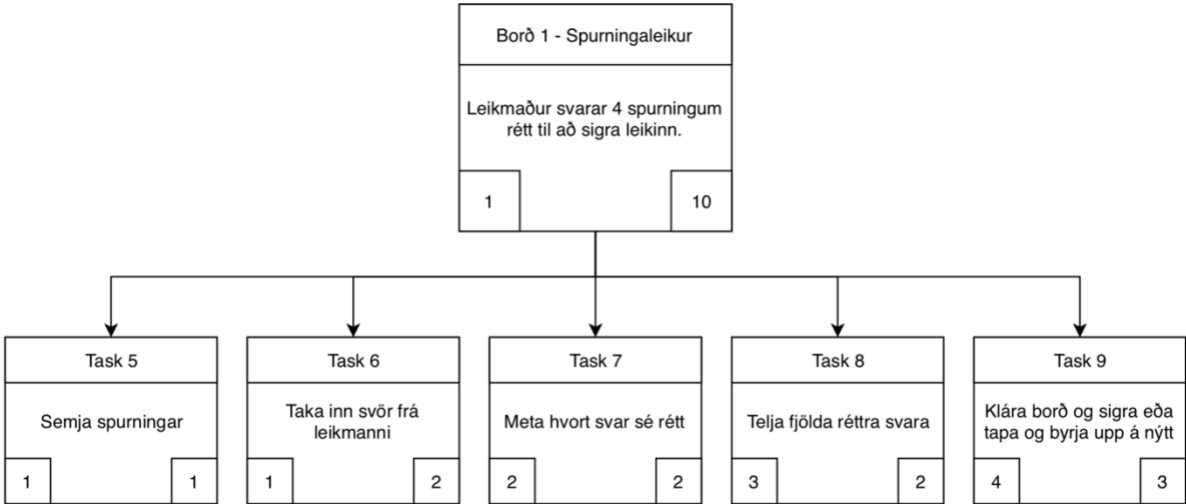 Borð 1 - Spurningaleikur
Leikmaður svarar 4 spurningum
rétt til að sigra leikinn.
1
10
Task 5
Semja spurningar
1
1
Task 6
Taka inn svör frá
leikmanni
1
2
Task 7
Meta hvort svar sé rétt
2
2
Task 8
Telja fjölda réttra svara
3
2
Task 9
Klára borð og sigra eða
tapa og byrja upp á nýtt
4
3